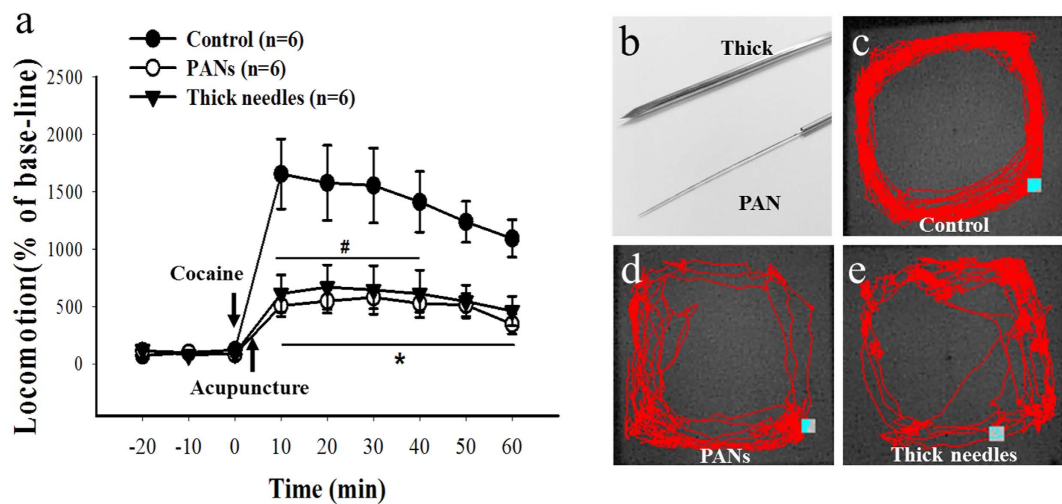 a
Control (n=6)
PANs (n=6)
Thick needles (n=6)
Locomotion(% of base-line)
2500
2000
1500
1000
500
0
Cocaine
Acupuncture
#
*
-20 -10 0 10 20 30 40 50 60
Time (min)
b
Thick
PAN
c
Control
d
PANs
e
Thick needles